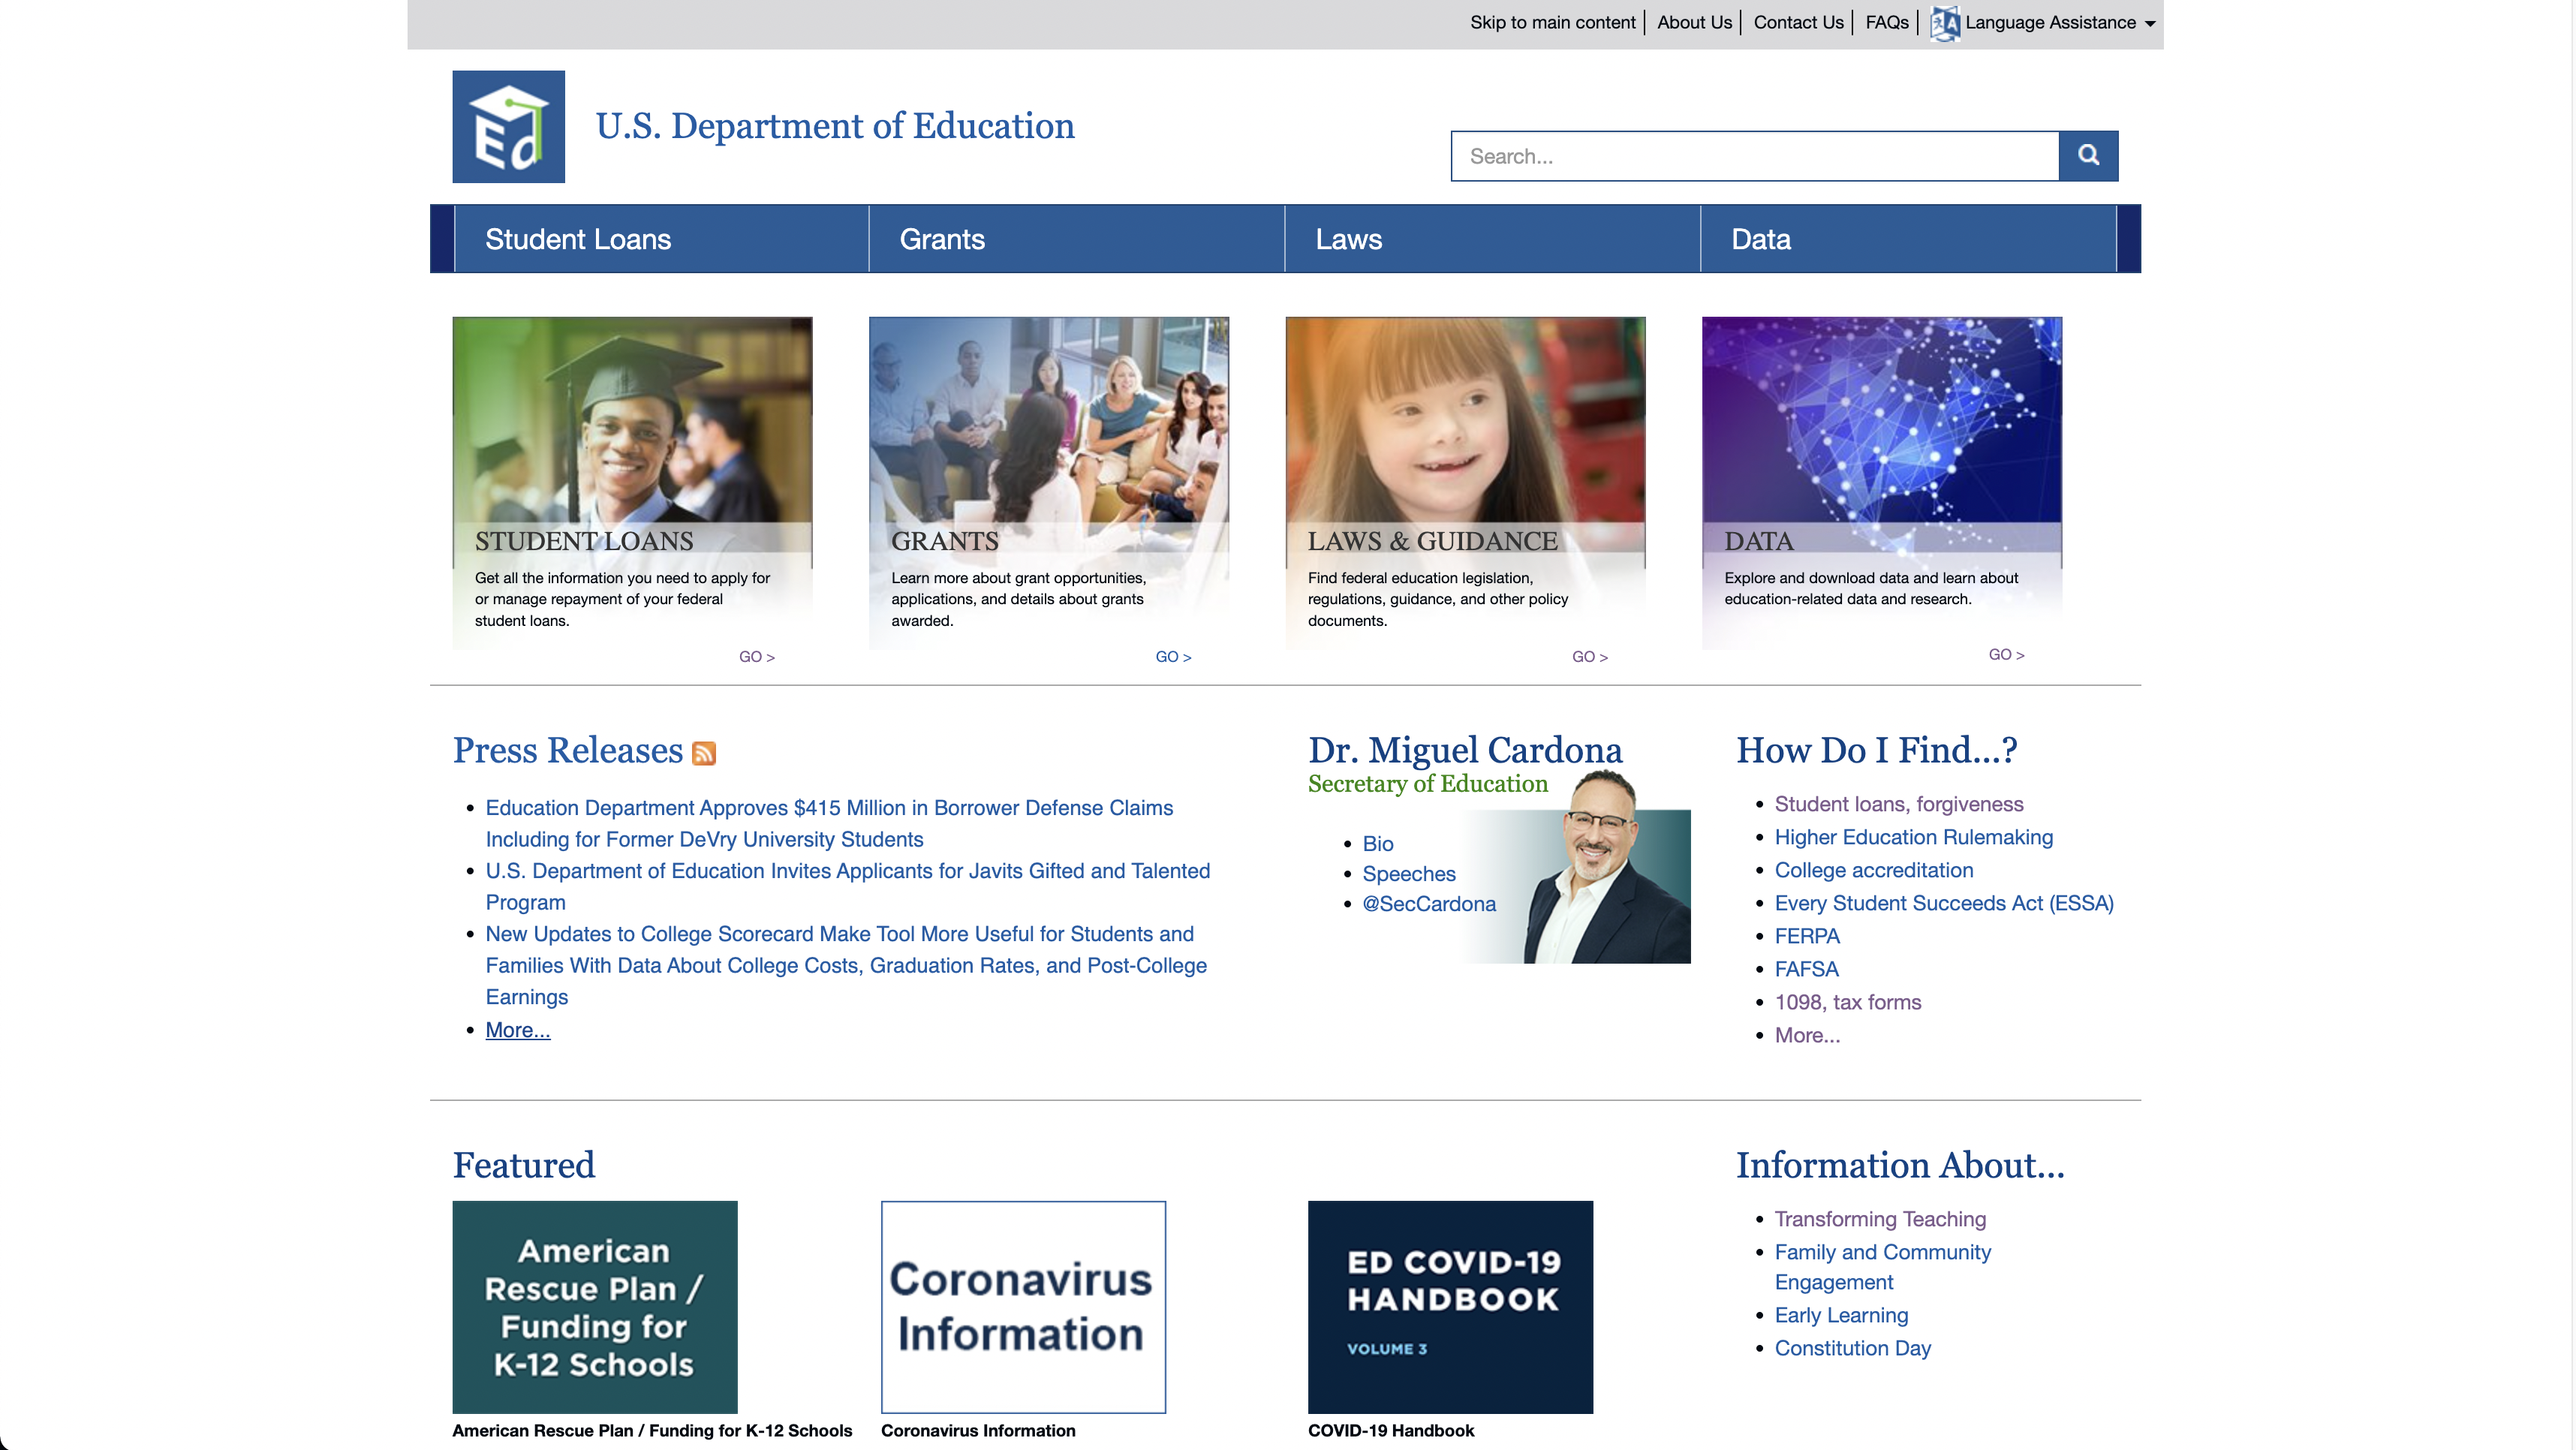 Skip to main content
About Us
Contact Us
FAQs
Language Assistance
Ed
U.S. Department of Education
Search...
Student Loans
Grants
Laws
Data
STUDENT LOANS
Get all the information you need to apply for
or manage repayment of your federal
student loans.
GO >
GRANTS
Learn more about grant opportunities,
applications, and details about grants
awarded.
GO >
LAWS & GUIDANCE
Find federal education legislation,
regulations, guidance, and other policy
documents.
GO >
DATA
Explore and download data and learn about
education-related data and research.
GO >
Press Releases
Education Department Approves $415 Million in Borrower Defense Claims
Including for Former DeVry University Students
U.S. Department of Education Invites Applicants for Javits Gifted and Talented
Program
New Updates to College Scorecard Make Tool More Useful for Students and
Families With Data About College Costs, Graduation Rates, and Post-College
Earnings
More...
Dr. Miguel Cardona
Secretary of Education
Bio
Speeches
@SecCardona
How Do I Find...?
Student loans, forgiveness
Higher Education Rulemaking
College accreditation
Every Student Succeeds Act (ESSA)
FERPA
FAFSA
1098, tax forms
More...
Featured
American
Rescue Plan /
Funding for
K-12 Schools
American Rescue Plan / Funding for K-12 Schools
Coronavirus
Information
Coronavirus Information
ED COVID-19
HANDBOOK
VOLUME 3
COVID-19 Handbook
Information About...
Transforming Teaching
Family and Community
Engagement
Early Learning
Constitution Day